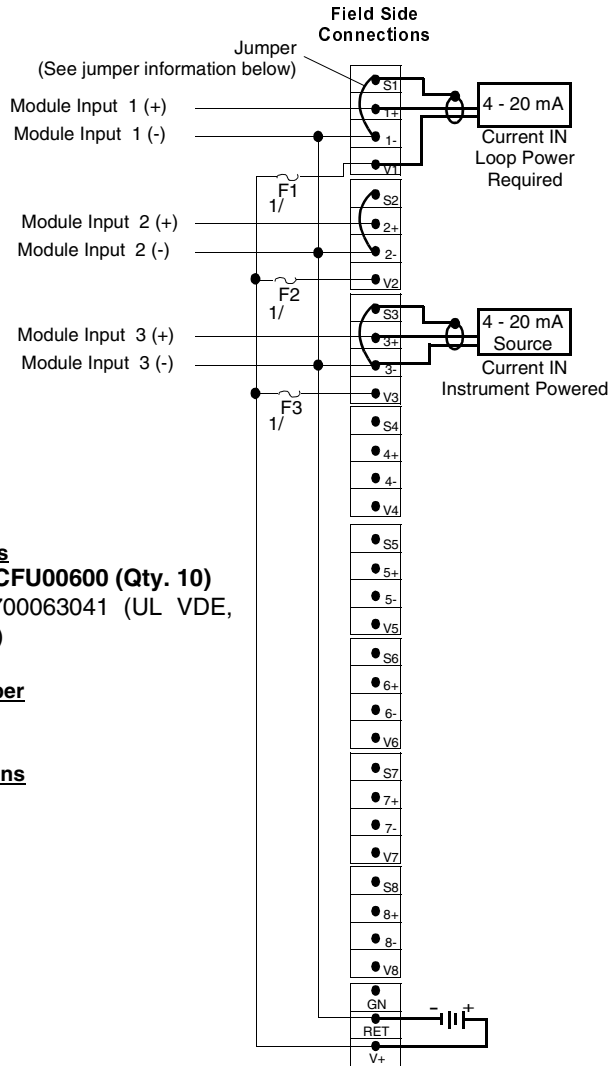 Field Side
Connections
Jumper
(See jumper information below)
S1
Module Input 1 (+)
1+
4 - 20 mA
Module Input 1 (-)
1-
Current IN
Loop Power
Required
V1
F1
1/
S2
Module Input 2 (+)
2+
Module Input 2 (-)
2-
V2
F2
1/
S3
4 - 20 mA
Source
Module Input 3 (+)
3+
Module Input 3 (-)
3-
Current IN
Instrument Powered
V3
F3
1/
S4
4+
4-
V4
s
S5
CFU00600 (Qty. 10)
5+
700063041 (UL VDE,
5-
)
V5
S6
ber
6+
6-
V6
ns
S7
7+
7-
V7
S8
8+
8-
V8
GN
- +
RET
V+